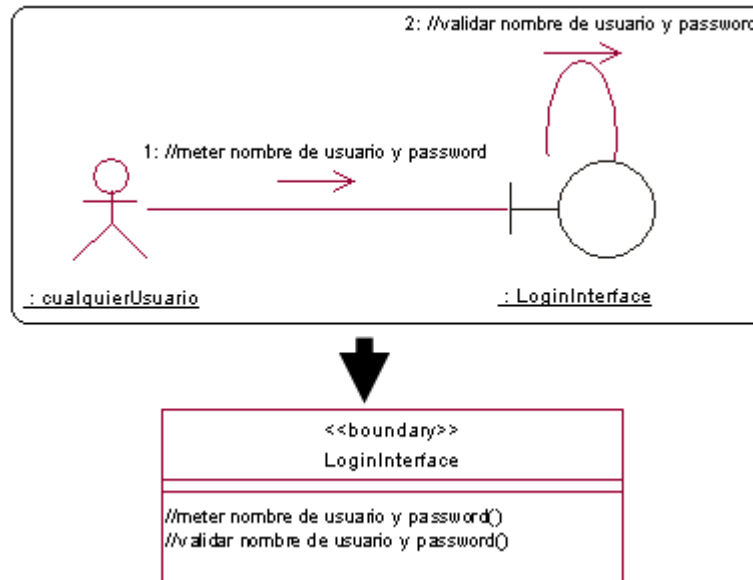 2: //validar nombre de usuario y password
1: //meter nombre de usuario y password
: cualquierUsuario
: LoginInterface
<<boundary>>
LoginInterface
//meter nombre de usuario y password()
//validar nombre de usuario y password()